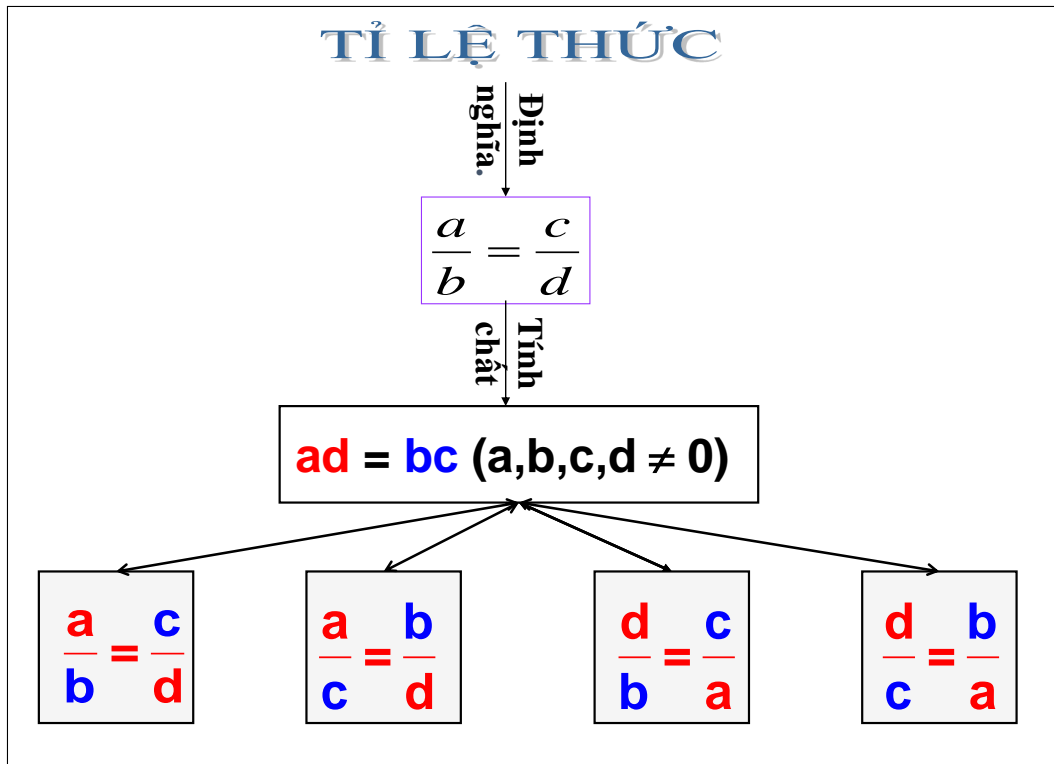 TỈ LỆ THỨC
Định
nghĩa.
a/b = c/d
Tính
chất
ad = bc (a,b,c,d ≠ 0)
a/b = c/d
a/c = b/d
d/b = c/a
d/c = b/a